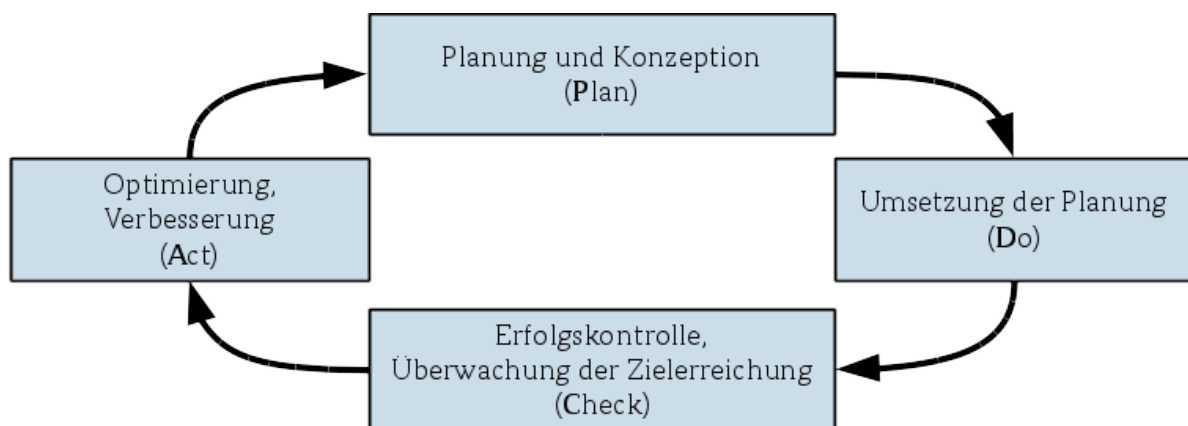 Planung und Konzeption
(Plan)
Umsetzung der Planung
(Do)
Erfolgskontrolle,
Überwachung der Zielerreichung
(Check)
Optimierung,
Verbesserung
(Act)